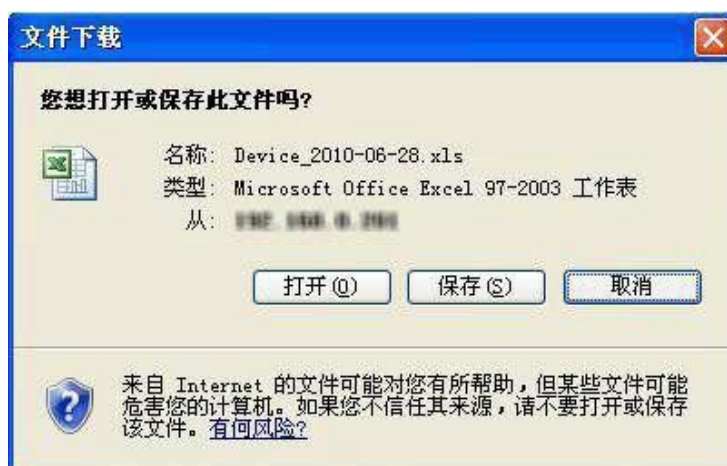 文件下载
您想打开或保存此文件吗?
名称: Device_2010-06-28.xls
类型: Microsoft Office Excel 97-2003 工作表
从:
打开(O) 保存(S) 取消
来自 Internet 的文件可能对您有所帮助,但某些文件可能
危害您的计算机。如果您不信任其来源,请不要打开或保存
该文件。有何风险?